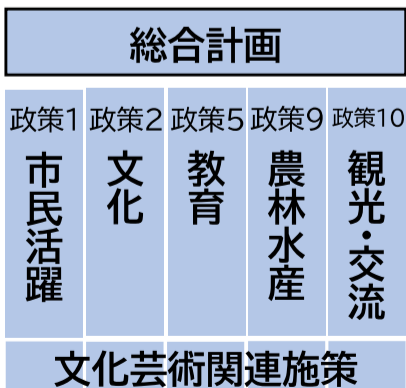 総合計画
政策1
市民活躍
政策2
文化
政策5
教育
政策9
農林水産
政策10
観光・交流
文化芸術関連施策